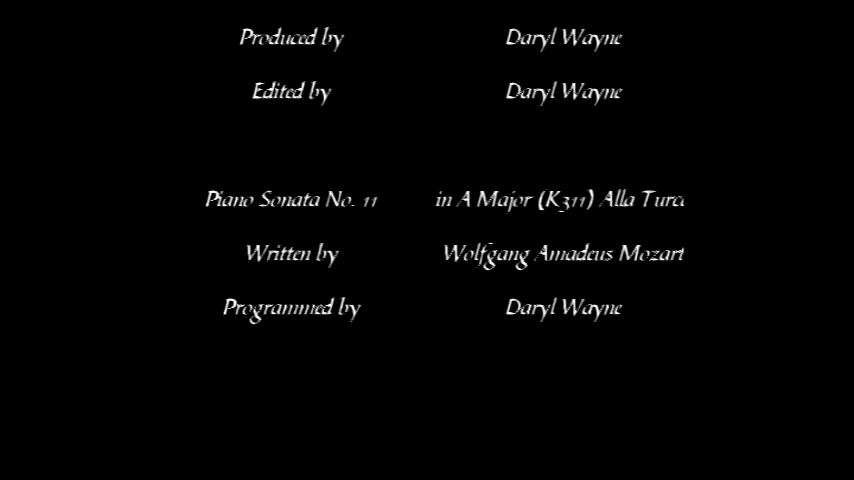 Produced by Daryl Wayne
Edited by Daryl Wayne
Piano Sonata No. 11 in A Major (K311) Alla Turca
Written by Wolfgang Amadeus Mozart
Programmed by Daryl Wayne